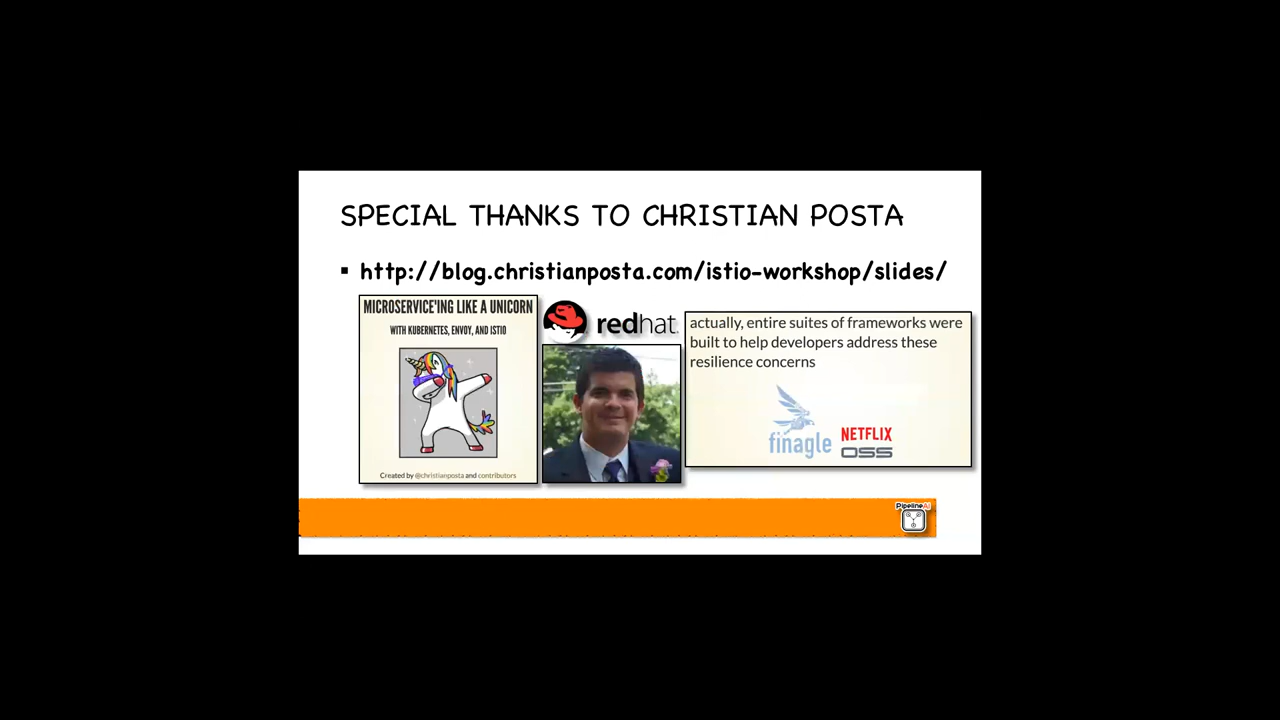 SPECIAL THANKS TO CHRISTIAN POSTA
▪ http://blog.christianposta.com/istio-workshop/slides/
MICROSERVICE'ING LIKE A UNICORN
WITH KUBERNETES, ENVOY, AND ISTIO
Created by @christianposta and contributors
redhat.
actually, entire suites of frameworks were
built to help developers address these
resilience concerns
finagle
NETFLIX
OSS
PipelineAI